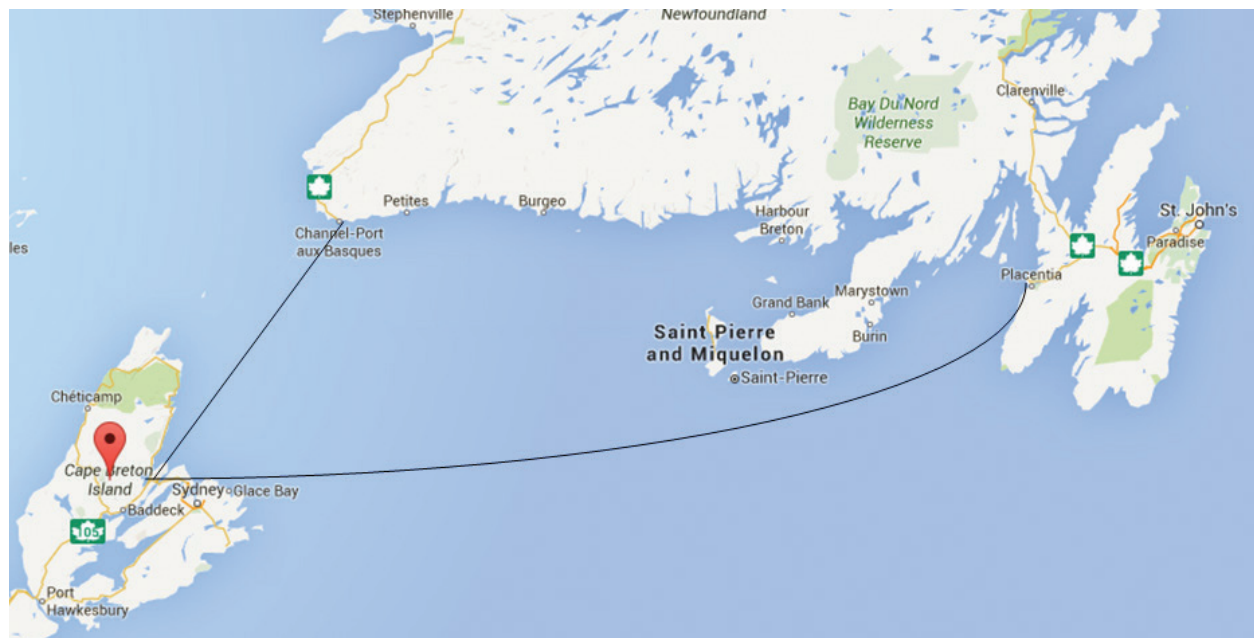 Stephenville
Newfoundland
Clarenville
Bay Du Nord
Wilderness
Reserve
Petites
Burgeo
Harbour
Breton
St. John's
Paradise
Channel-Port
aux Basques
les
Placentia
Marystown
Grand Bank
Burin
Saint Pierre
and Miquelon
Saint-Pierre
Chéticamp
Cape Breton
Island
Sydney
Glace Bay
Baddeck
105
Port
Hawkesbury